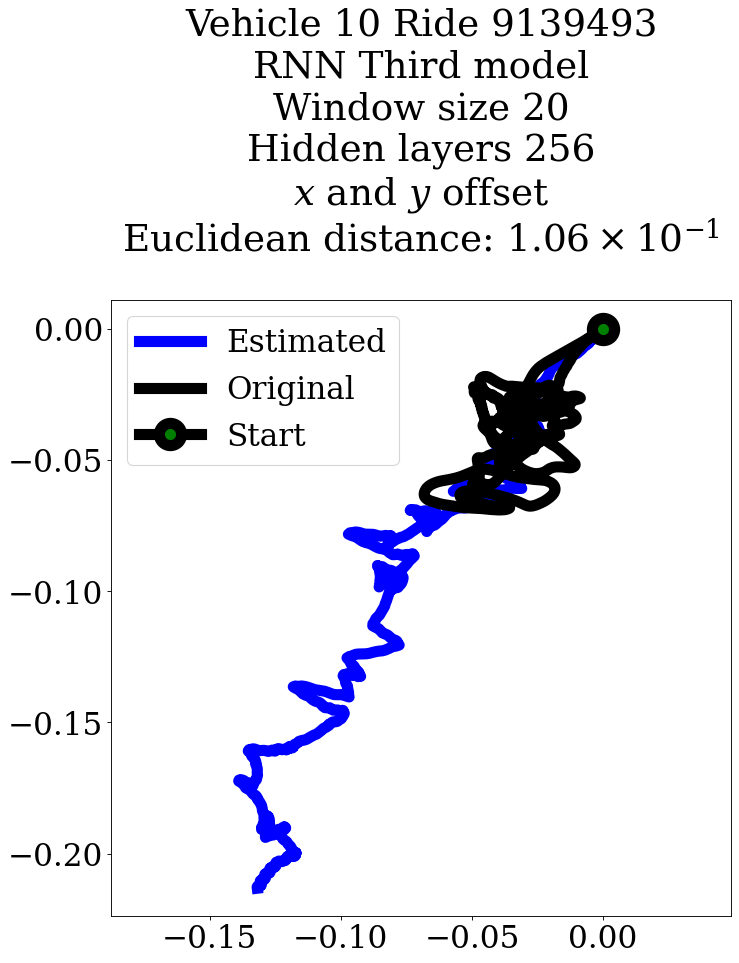 Vehicle 10 Ride 9139493
RNN Third model
Window size 20
Hidden layers 256
x and y offset
Euclidean distance: 1.06 × 10⁻¹
Estimated
Original
Start
0.00
−0.05
−0.10
−0.15
−0.20
−0.15 −0.10 −0.05 0.00